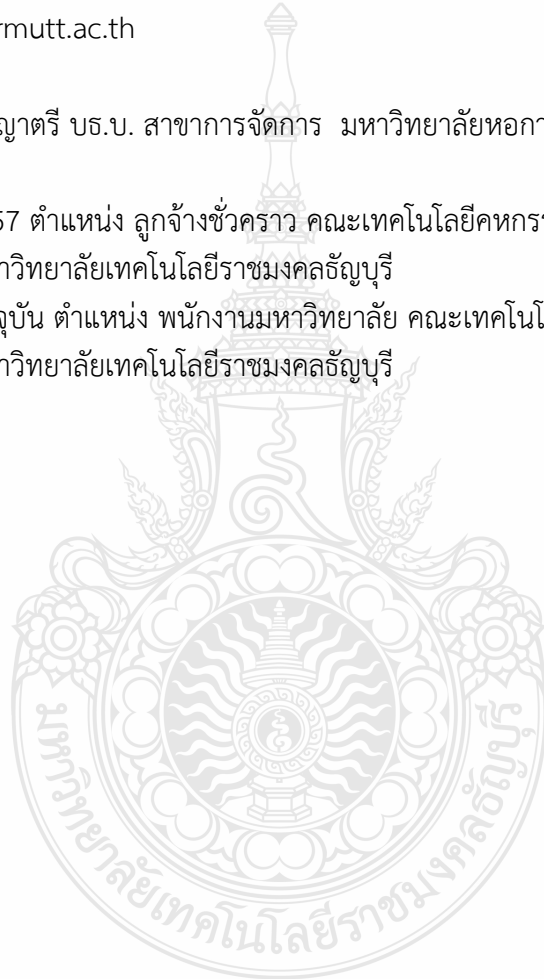 rmutt.ac.th
ญาตรี บธ.บ. สาขาการจัดการ มหาวิทยาลัยหอกา
57 ตำแหน่ง ลูกจ้างชั่วคราว คณะเทคโนโลยีคหกร
าวิทยาลัยเทคโนโลยีราชมงคลธัญบุรี
จุบัน ตำแหน่ง พนักงานมหาวิทยาลัย คณะเทคโนโ
าวิทยาลัยเทคโนโลยีราชมงคลธัญบุรี
มหาวิทยาลัยเทคโนโลยีราชมงคลธัญบุรี